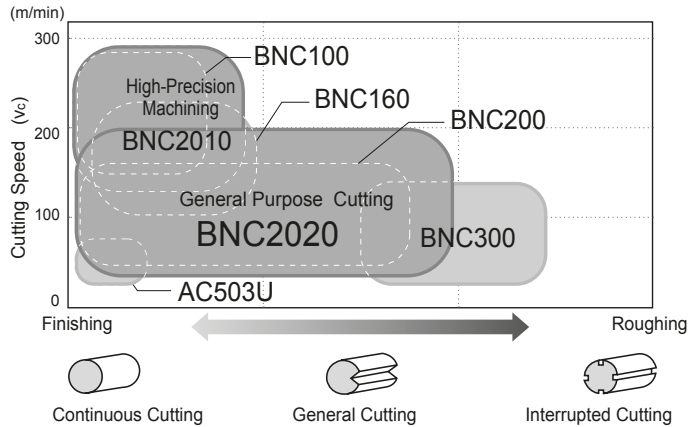 (m/min)
300
BNC100
High-Precision
Machining
BNC160
BNC200
200
BNC2010
Cutting Speed (vc)
General Purpose Cutting
100
BNC2020
BNC300
AC503U
0
Finishing
Roughing
Continuous Cutting
General Cutting
Interrupted Cutting